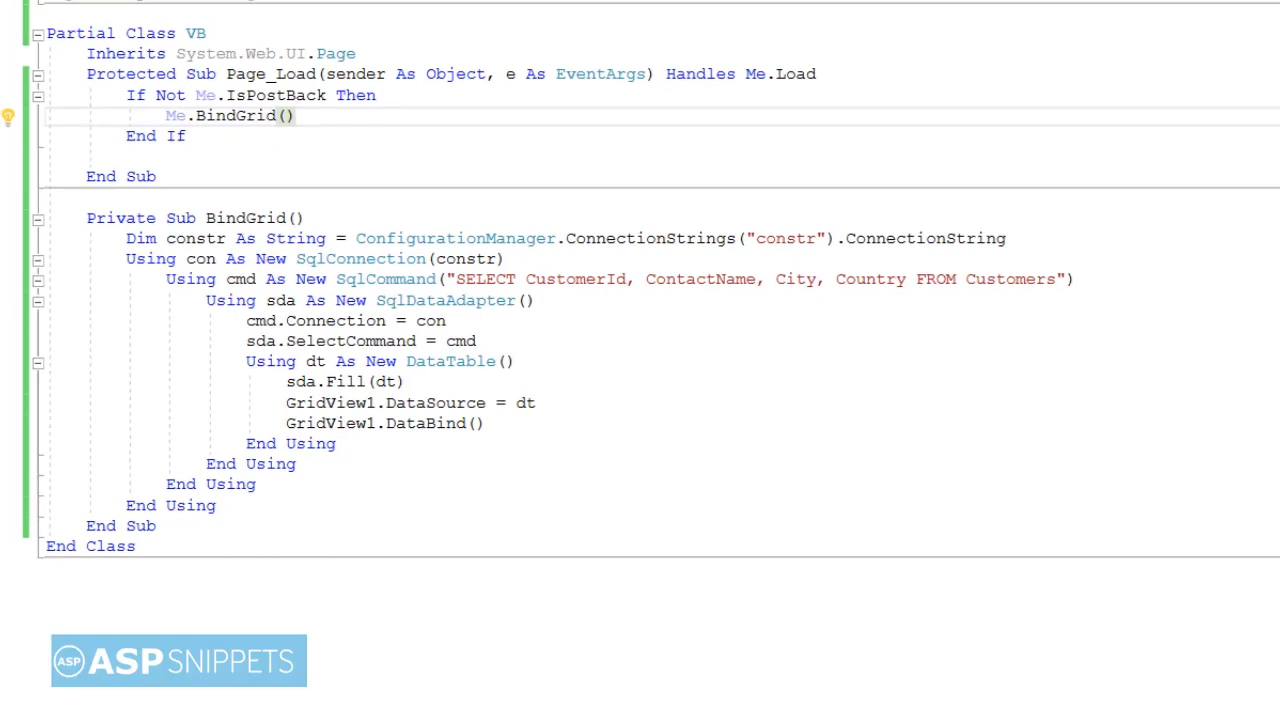 Partial Class VB
Inherits System.Web.UI.Page
Protected Sub Page_Load(sender As Object, e As EventArgs) Handles Me.Load
If Not Me.IsPostBack Then
Me.BindGrid()
End If
End Sub
Private Sub BindGrid()
Dim constr As String = ConfigurationManager.ConnectionStrings("constr").ConnectionString
Using con As New SqlConnection(constr)
Using cmd As New SqlCommand("SELECT CustomerId, ContactName, City, Country FROM Customers")
Using sda As New SqlDataAdapter()
cmd.Connection = con
sda.SelectCommand = cmd
Using dt As New DataTable()
sda.Fill(dt)
GridView1.DataSource = dt
GridView1.DataBind()
End Using
End Using
End Using
End Using
End Sub
End Class
ASP ASPSNIPPETS